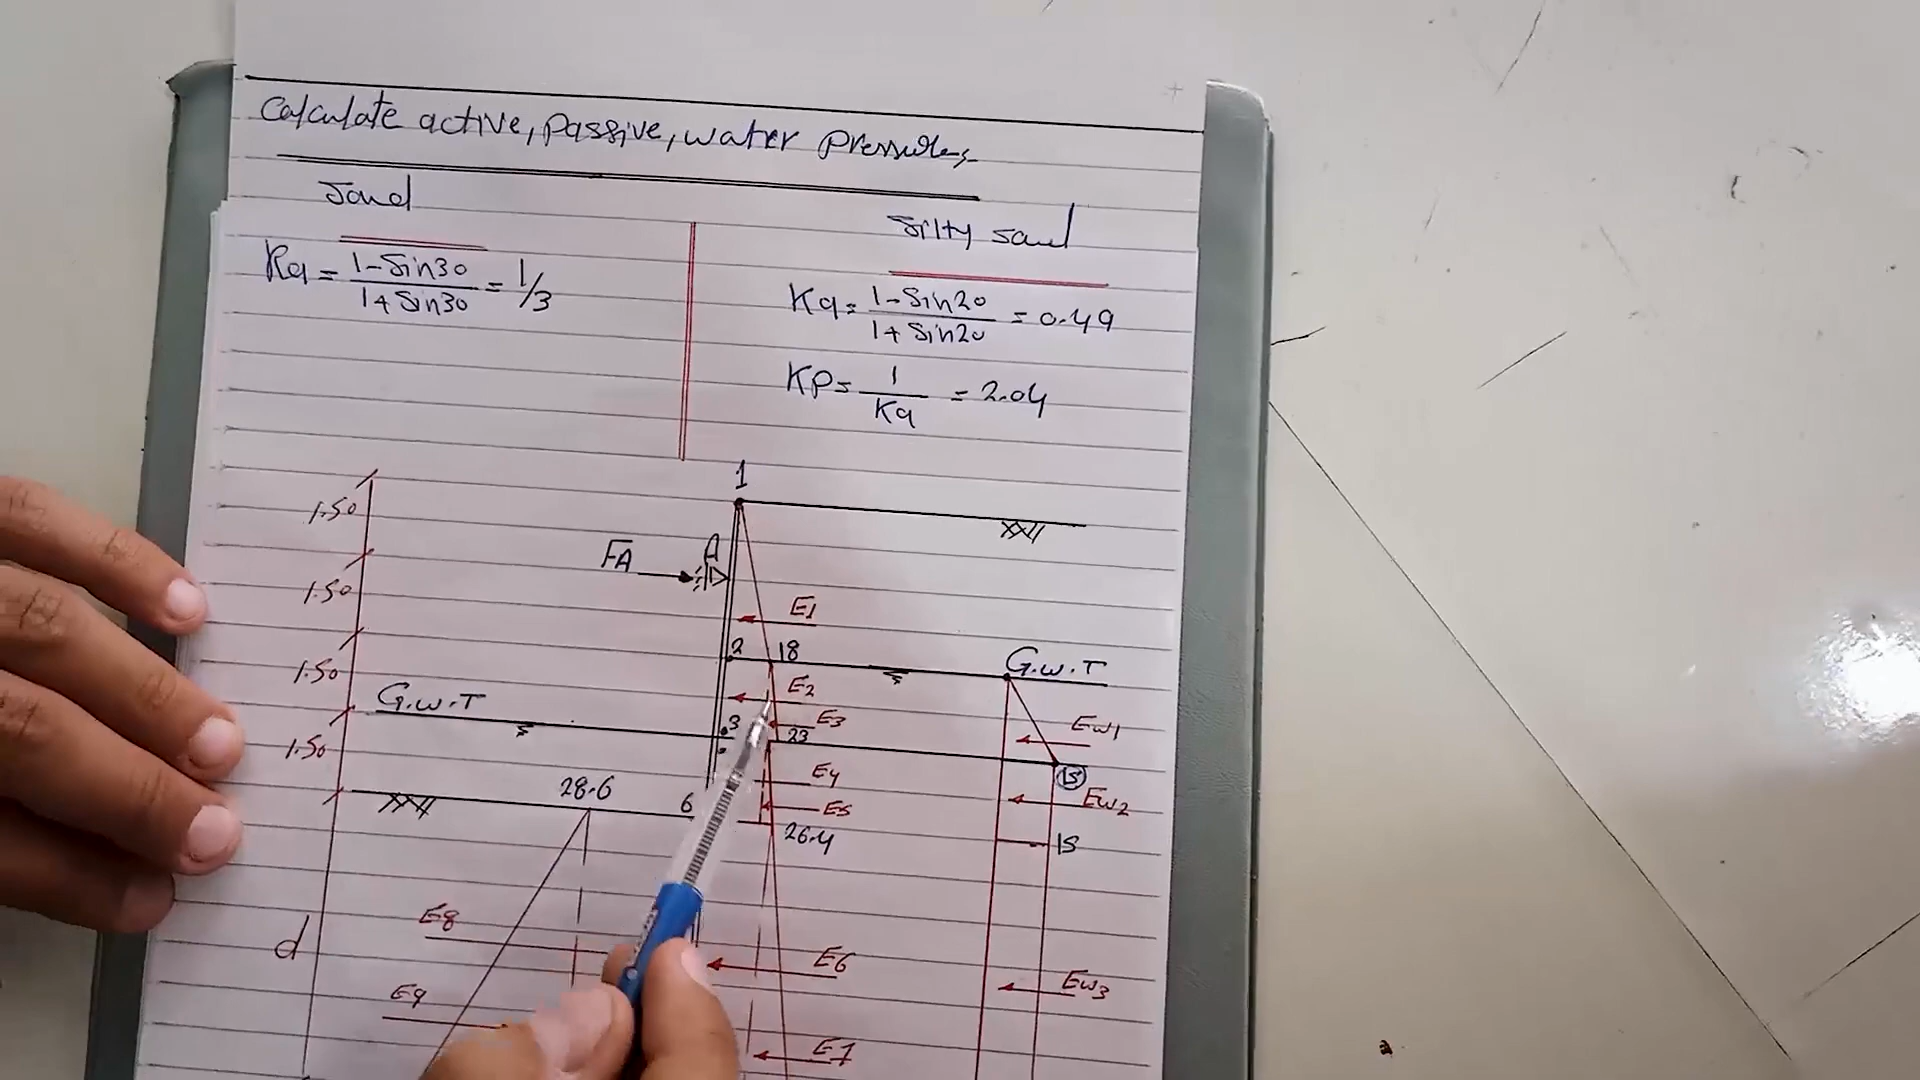 Calculate active, passive, water pressures
Sand
Ka = 1-Sin30 / 1+Sin30 = 1/3
Silty sand
Ka = 1-Sin20 / 1+Sin20 = 0.49
Kp = 1 / Ka = 2.04
1
1.50
FA
A
1.50
E1
2
18
G.W.T
1.50
E2
G.W.T
3
E3
Ew1
23
1.50
15
E4
28.6
6
E5
Ew2
26.4
15
E8
d
E6
E9
Ew3
E7